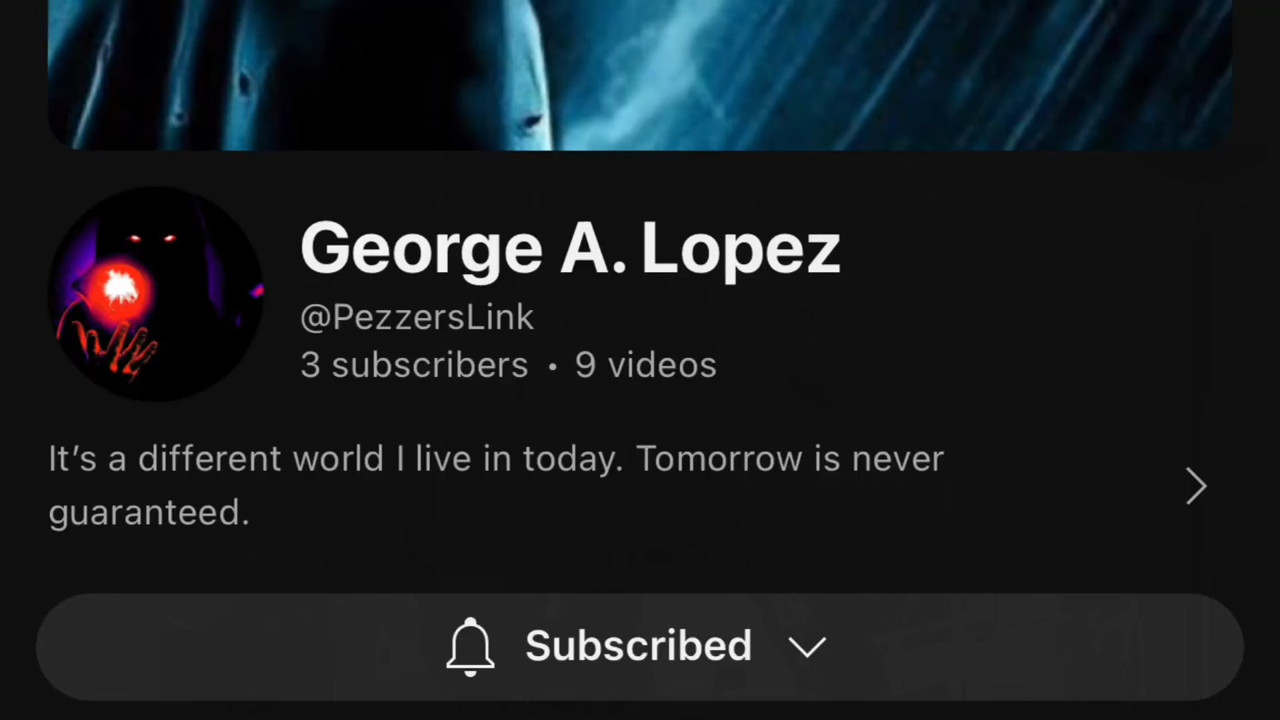 George A. Lopez
@PezzersLink
3 subscribers • 9 videos
It’s a different world I live in today. Tomorrow is never
guaranteed.
Subscribed